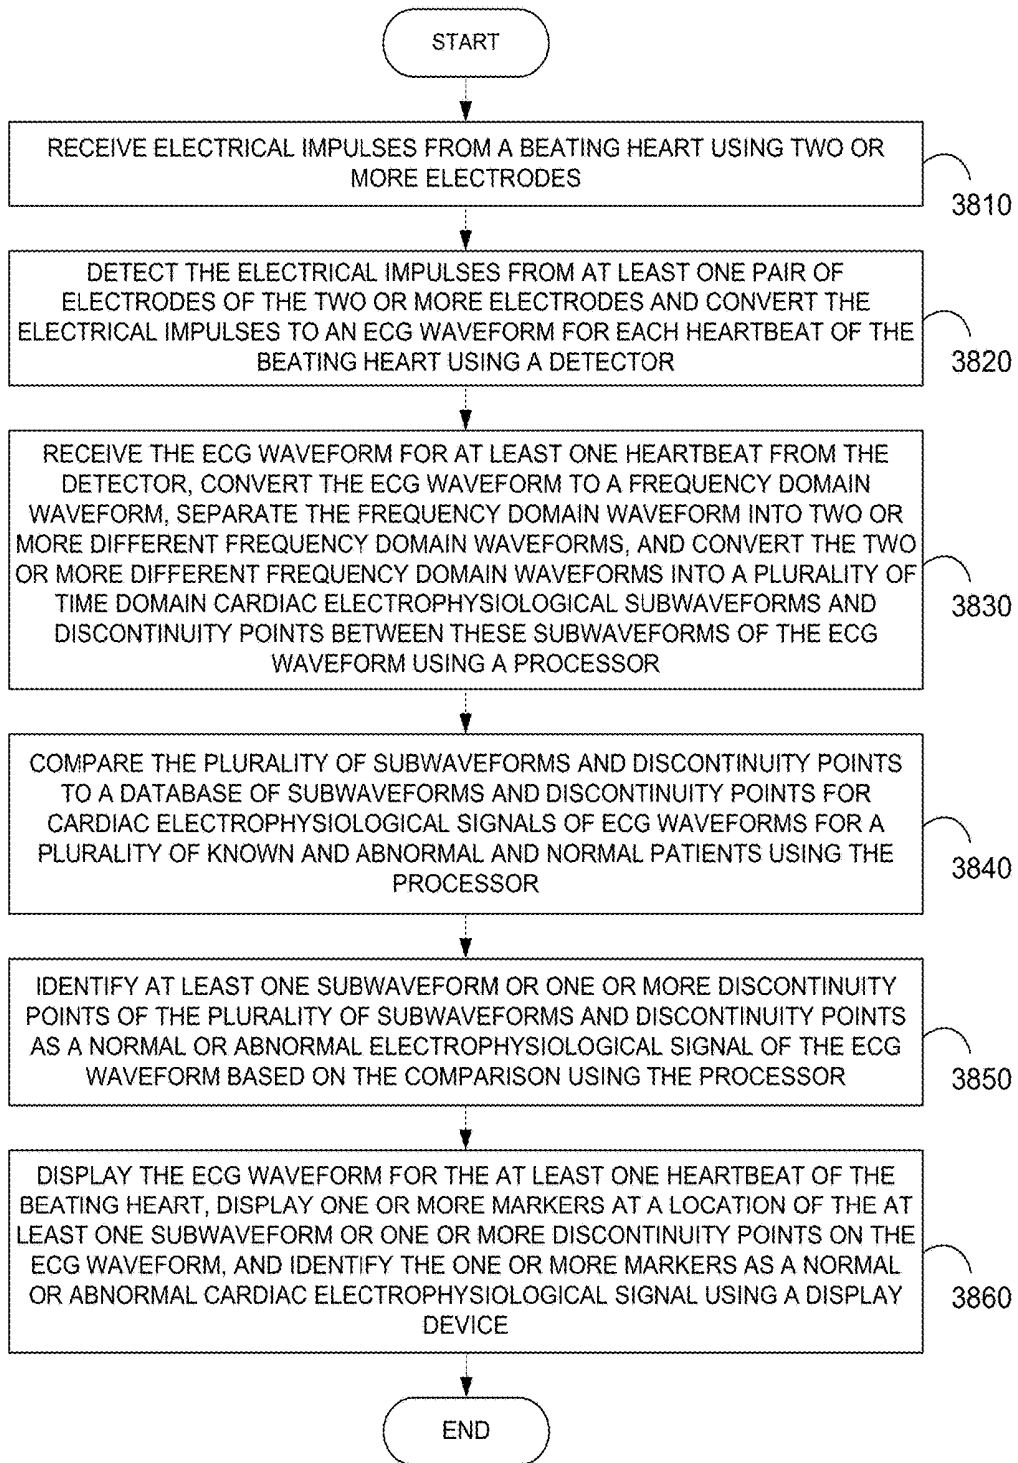 START
RECEIVE ELECTRICAL IMPULSES FROM A BEATING HEART USING TWO OR
MORE ELECTRODES
3810
DETECT THE ELECTRICAL IMPULSES FROM AT LEAST ONE PAIR OF
ELECTRODES OF THE TWO OR MORE ELECTRODES AND CONVERT THE
ELECTRICAL IMPULSES TO AN ECG WAVEFORM FOR EACH HEARTBEAT OF THE
BEATING HEART USING A DETECTOR
3820
RECEIVE THE ECG WAVEFORM FOR AT LEAST ONE HEARTBEAT FROM THE
DETECTOR, CONVERT THE ECG WAVEFORM TO A FREQUENCY DOMAIN
WAVEFORM, SEPARATE THE FREQUENCY DOMAIN WAVEFORM INTO TWO OR
MORE DIFFERENT FREQUENCY DOMAIN WAVEFORMS, AND CONVERT THE TWO
OR MORE DIFFERENT FREQUENCY DOMAIN WAVEFORMS INTO A PLURALITY OF
TIME DOMAIN CARDIAC ELECTROPHYSIOLOGICAL SUBWAVEFORMS AND
DISCONTINUITY POINTS BETWEEN THESE SUBWAVEFORMS OF THE ECG
WAVEFORM USING A PROCESSOR
3830
COMPARE THE PLURALITY OF SUBWAVEFORMS AND DISCONTINUITY POINTS
TO A DATABASE OF SUBWAVEFORMS AND DISCONTINUITY POINTS FOR
CARDIAC ELECTROPHYSIOLOGICAL SIGNALS OF ECG WAVEFORMS FOR A
PLURALITY OF KNOWN AND ABNORMAL AND NORMAL PATIENTS USING THE
PROCESSOR
3840
IDENTIFY AT LEAST ONE SUBWAVEFORM OR ONE OR MORE DISCONTINUITY
POINTS OF THE PLURALITY OF SUBWAVEFORMS AND DISCONTINUITY POINTS
AS A NORMAL OR ABNORMAL ELECTROPHYSIOLOGICAL SIGNAL OF THE ECG
WAVEFORM BASED ON THE COMPARISON USING THE PROCESSOR
3850
DISPLAY THE ECG WAVEFORM FOR THE AT LEAST ONE HEARTBEAT OF THE
BEATING HEART, DISPLAY ONE OR MORE MARKERS AT A LOCATION OF THE AT
LEAST ONE SUBWAVEFORM OR ONE OR MORE DISCONTINUITY POINTS ON THE
ECG WAVEFORM, AND IDENTIFY THE ONE OR MORE MARKERS AS A NORMAL
OR ABNORMAL CARDIAC ELECTROPHYSIOLOGICAL SIGNAL USING A DISPLAY
DEVICE
3860
END